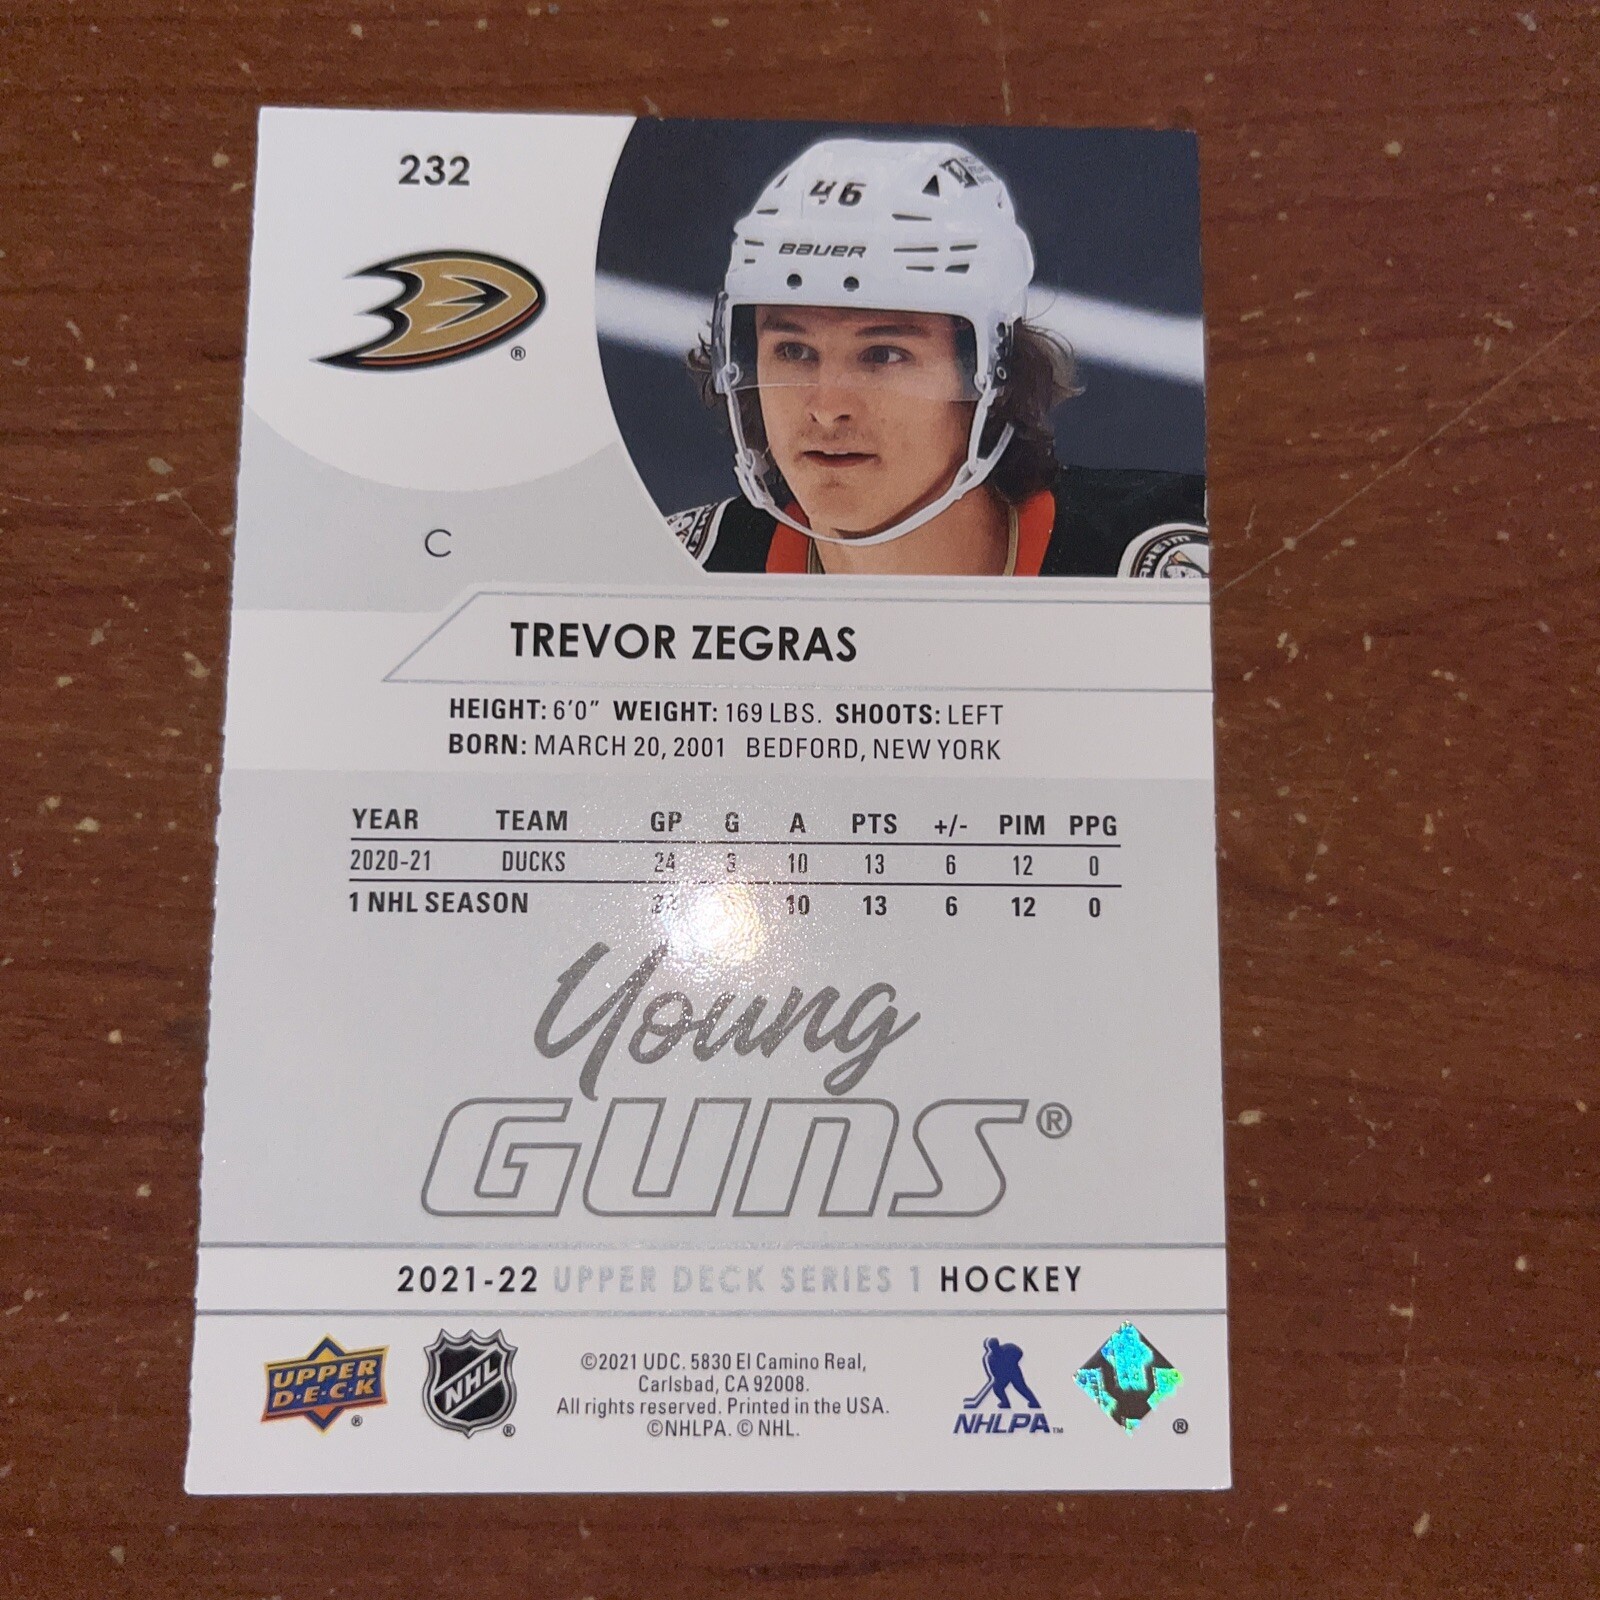 232
46
BAUER
®
C
TREVOR ZEGRAS
HEIGHT: 6'0" WEIGHT: 169 LBS. SHOOTS: LEFT
BORN: MARCH 20, 2001 BEDFORD, NEW YORK
YEAR TEAM GP G A PTS +/- PIM PPG
2020-21 DUCKS 24 3 10 13 6 12 0
1 NHL SEASON 10 13 6 12 0
Young
GUNS®
2021-22 UPPER DECK SERIES 1 HOCKEY
UPPER
D·E·C·K
®
NHL
®
©2021 UDC. 5830 El Camino Real,
Carlsbad, CA 92008.
All rights reserved. Printed in the USA.
©NHLPA. © NHL.
NHLPA™
®